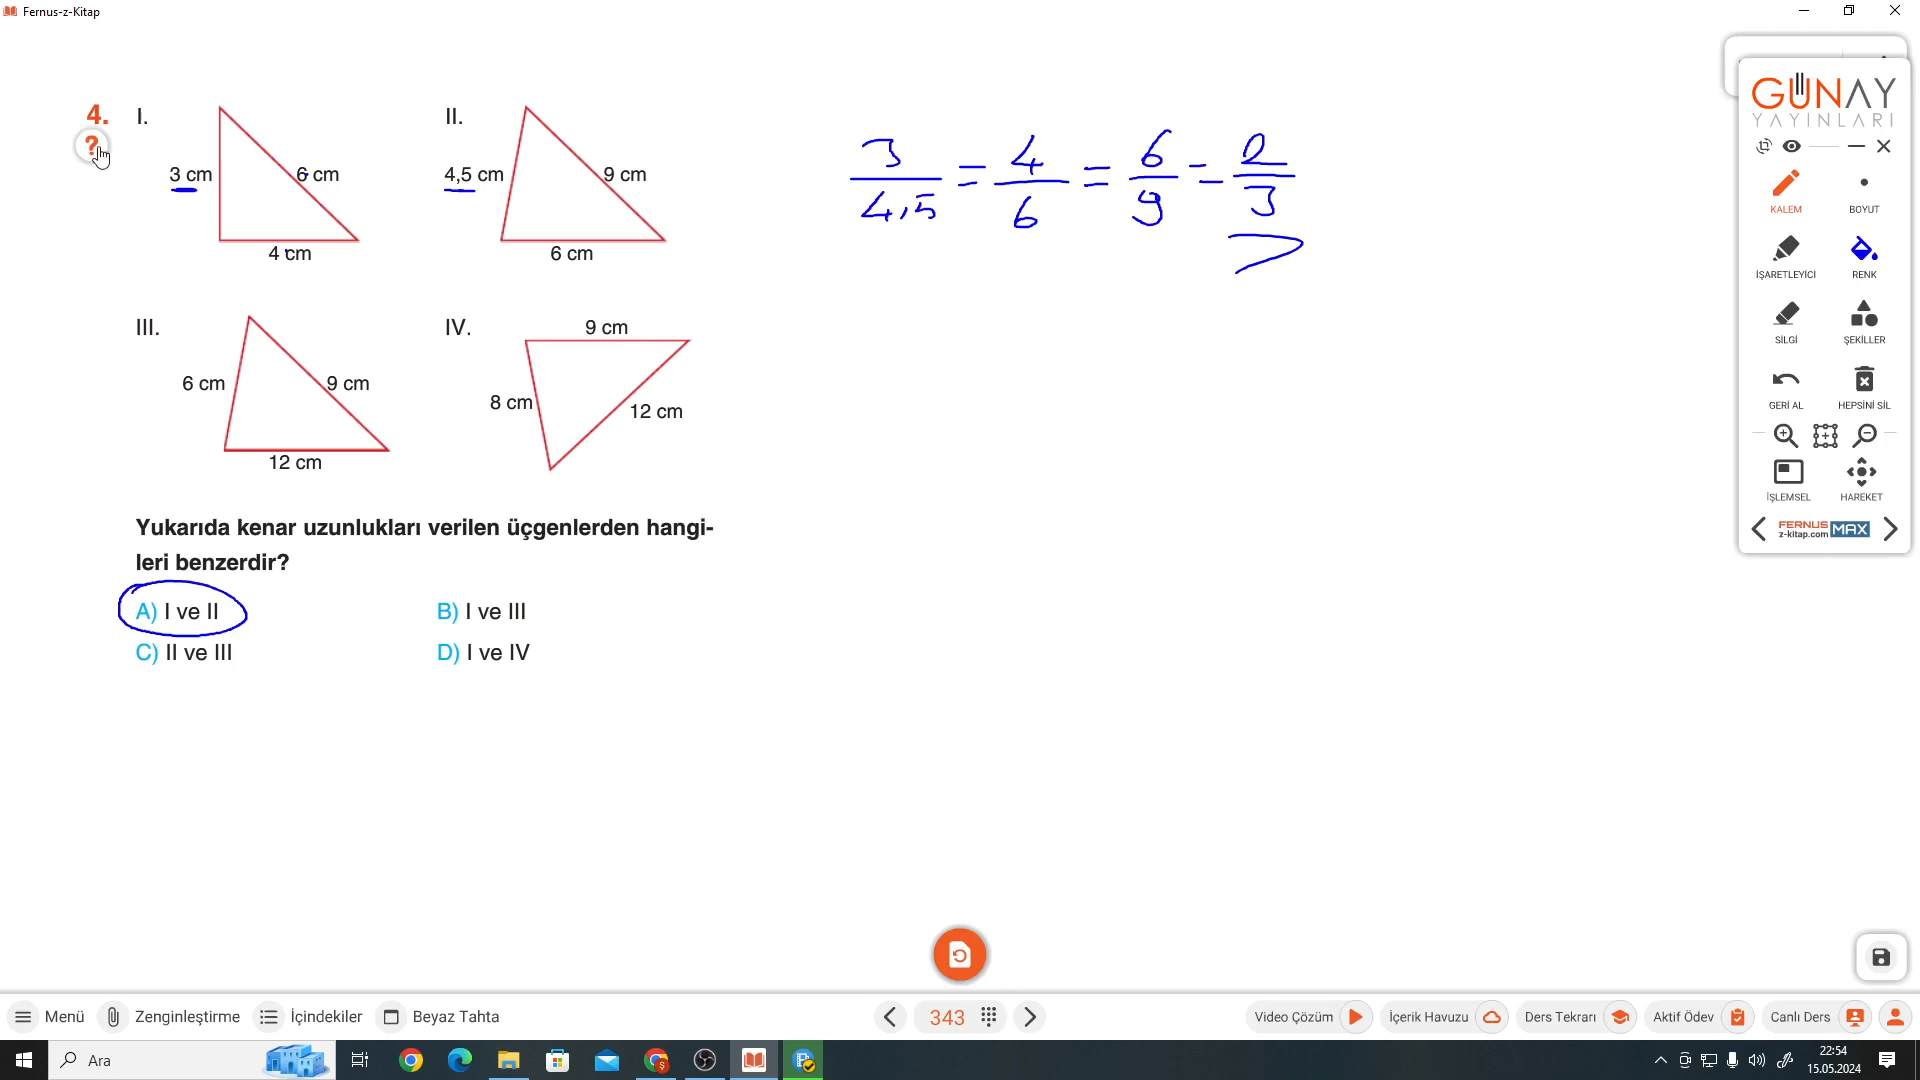 Fernus-z-Kitap
4.
I.
II.
?
3 cm
6 cm
4,5 cm
9 cm
4 cm
6 cm
3/4,5 = 4/6 = 6/9 = 2/3
III.
IV.
9 cm
6 cm
9 cm
8 cm
12 cm
12 cm
Yukarıda kenar uzunlukları verilen üçgenlerden hangi-
leri benzerdir?
A) I ve II
B) I ve III
C) II ve III
D) I ve IV
GÜNAY
YAYINLARI
KALEM
BOYUT
İŞARETLEYİCİ
RENK
SİLGİ
ŞEKİLLER
GERİ AL
HEPSİNİ SİL
İŞLEMSEL
HAREKET
FERNUS
z-kitap.com MAX
Menü
Zenginleştirme
İçindekiler
Beyaz Tahta
343
Video Çözüm
İçerik Havuzu
Ders Tekrarı
Aktif Ödev
Canlı Ders
Ara
22:54
15.05.2024